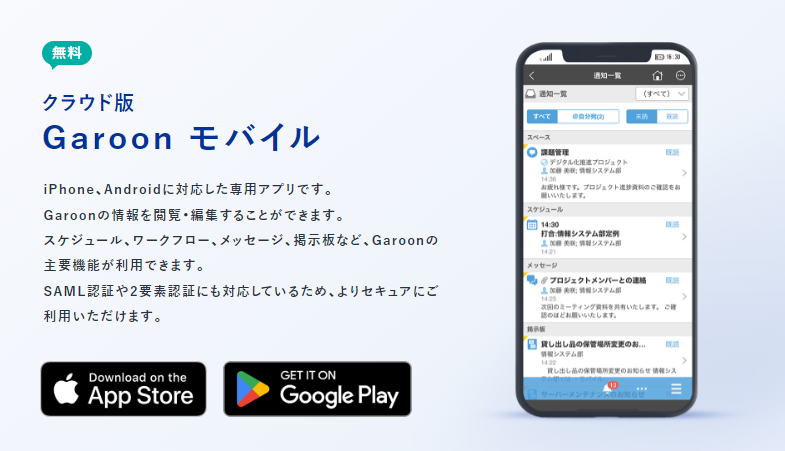 無料
クラウド版
Garoon モバイル
iPhone、Androidに対応した専用アプリです。
Garoonの情報を閲覧・編集することができます。
スケジュール、ワークフロー、メッセージ、掲示板など、Garoonの
主要機能が利用できます。
SAML認証や2要素認証にも対応しているため、よりセキュアにご
利用いただけます。
Download on the
App Store
GET IT ON
Google Play
16:30
通知一覧
通知一覧
(すべて)
すべて
@自分宛(2)
未読
既読
スペース
課題管理
既読
デジタル化推進プロジェクト
加藤 美咲; 情報システム部
14:36
お疲れ様です。プロジェクト進捗資料のご確認をお
願いいたします。
スケジュール
14:30
既読
打合:情報システム部定例
加藤 美咲; 情報システム部
14:21
メッセージ
プロジェクトメンバーとの連絡
既読
加藤 美咲; 情報システム部
14:23
次回のミーティング資料を共有いたします。 ご確
認のほどお願いいたします。
掲示板
貸し出し品の保管場所変更のお...
既読
情報システム部
14:22
貸し出し品の保管場所変更のお知らせ 情報シス
13
サーバーメンテナンスのお知らせ